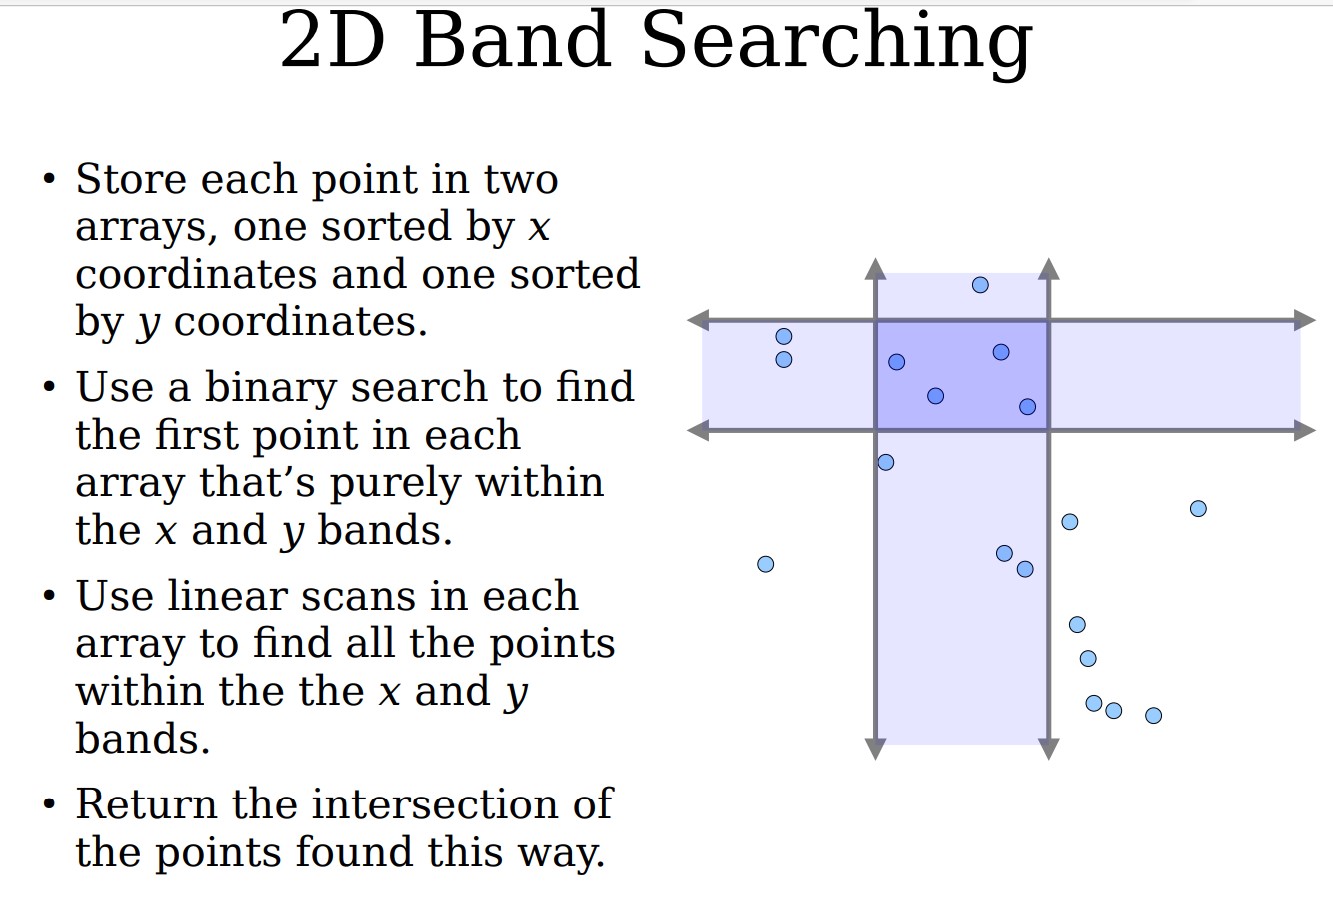 2D Band Searching
• Store each point in two
arrays, one sorted by x
coordinates and one sorted
by y coordinates.
• Use a binary search to find
the first point in each
array that’s purely within
the x and y bands.
• Use linear scans in each
array to find all the points
within the the x and y
bands.
• Return the intersection of
the points found this way.